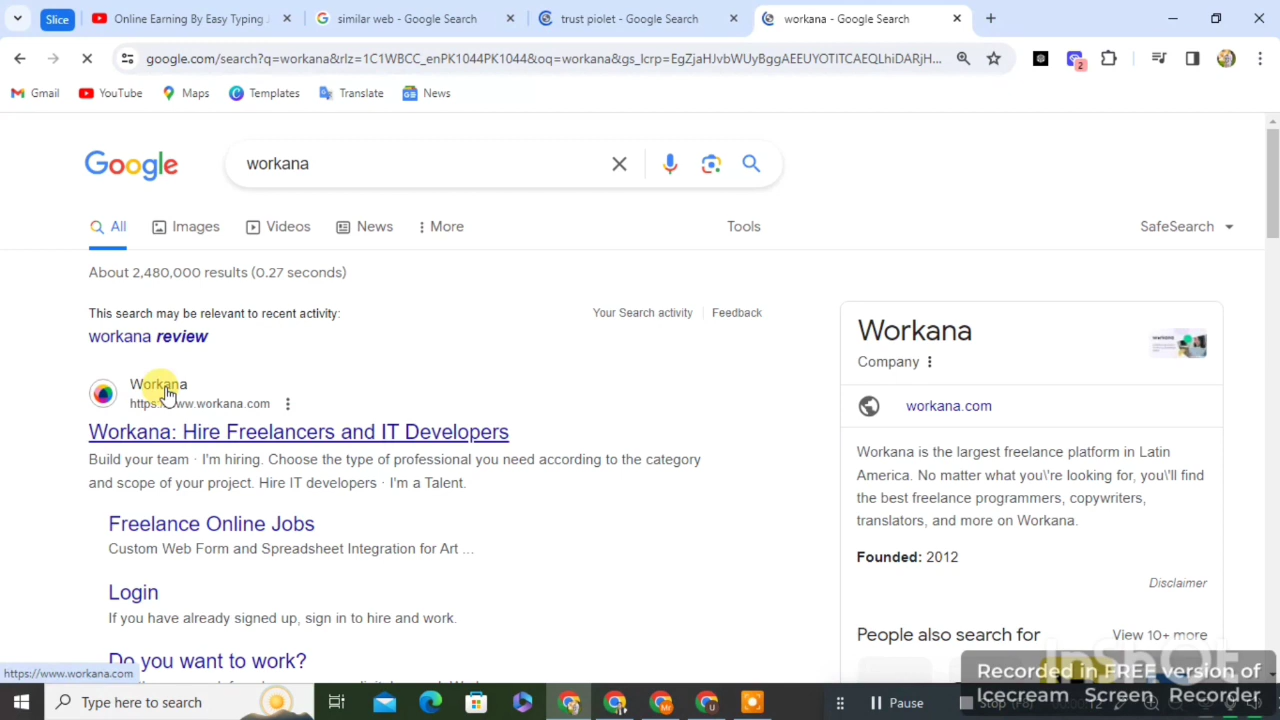 Slice
Online Earning By Easy Typing
similar web - Google Search
trust piolet - Google Search
workana - Google Search
google.com/search?q=workana&rlz=1C1WBCC_enPK1044PK1044&oq=workana&gs_lcrp=EgZjaHJvbWUyBggAEEUYOTITCAEQLhiDARjH...
2
Gmail
YouTube
Maps
Templates
Translate
News
Google
workana
All
Images
Videos
News
More
Tools
SafeSearch
About 2,480,000 results (0.27 seconds)
This search may be relevant to recent activity:
workana review
Your Search activity
Feedback
Workana
www.workana.com
Workana: Hire Freelancers and IT Developers
Build your team · I'm hiring. Choose the type of professional you need according to the category
and scope of your project. Hire IT developers · I'm a Talent.
Freelance Online Jobs
Custom Web Form and Spreadsheet Integration for Art ...
Login
If you have already signed up, sign in to hire and work.
Do you want to work?
Workana
Company
workana.com
Workana is the largest freelance platform in Latin
America. No matter what you\'re looking for, you\'ll find
the best freelance programmers, copywriters,
translators, and more on Workana.
Founded: 2012
Disclaimer
People also search for
View 10+ more
https://www.workana.com
InShOt
Recorded in FREE version of
Icecream Screen Recorder
Type here to search
Pause
Stop (F8)